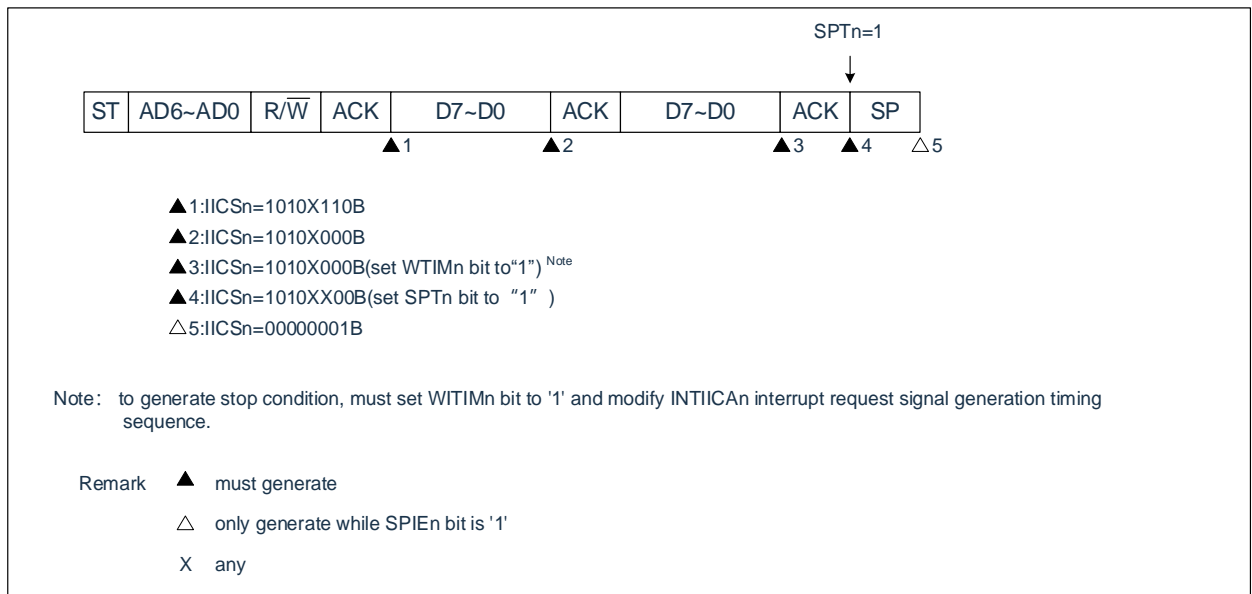 SPTn=1
ST AD6~AD0 R/W ACK D7~D0 ACK D7~D0 ACK SP
▲1 ▲2 ▲3 ▲4 △5
▲1:IICSn=1010X110B
▲2:IICSn=1010X000B
▲3:IICSn=1010X000B(set WTIMn bit to“1”) Note
▲4:IICSn=1010XX00B(set SPTn bit to “1” )
△5:IICSn=00000001B
Note: to generate stop condition, must set WITIMn bit to '1' and modify INTIICAn interrupt request signal generation timing
sequence.
Remark ▲ must generate
△ only generate while SPIEn bit is '1'
X any